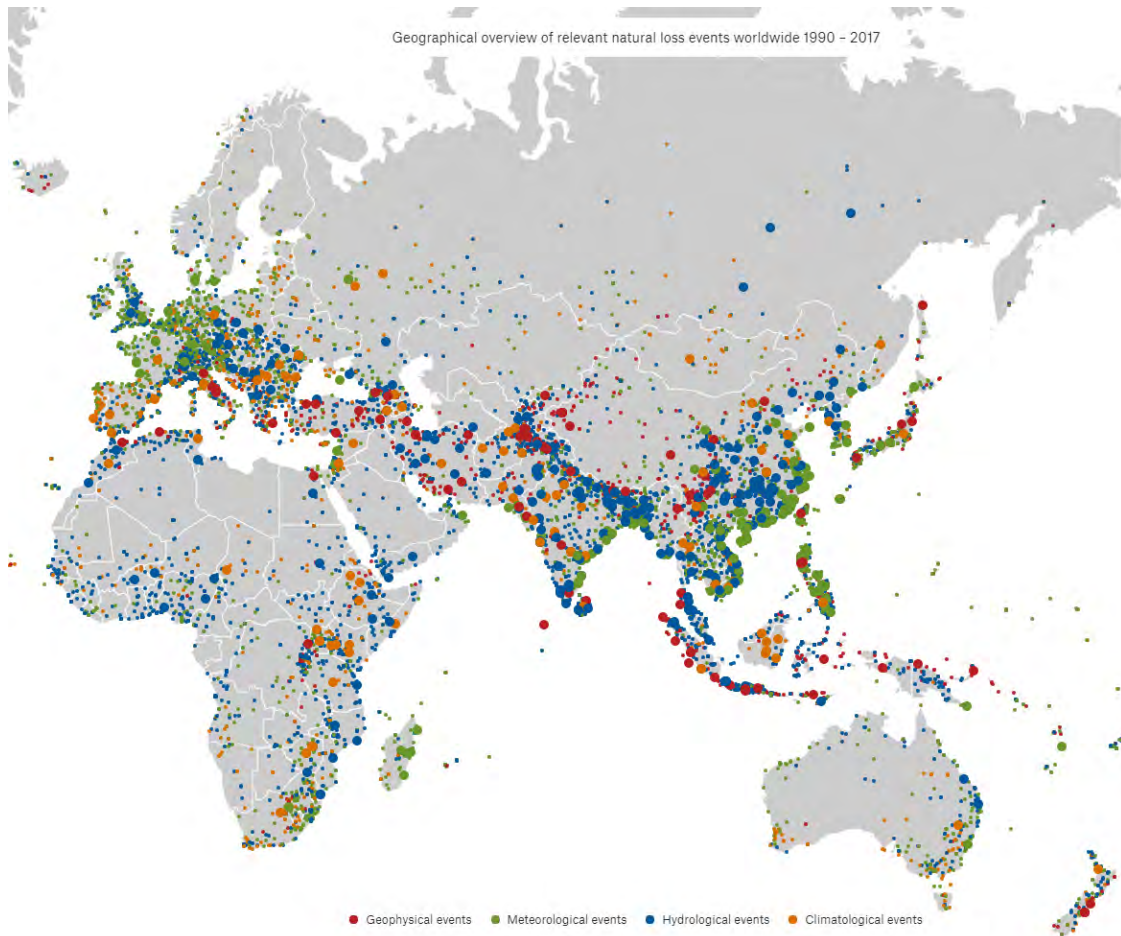 Geographical overview of relevant natural loss events worldwide 1990 – 2017
Geophysical events Meteorological events Hydrological events Climatological events